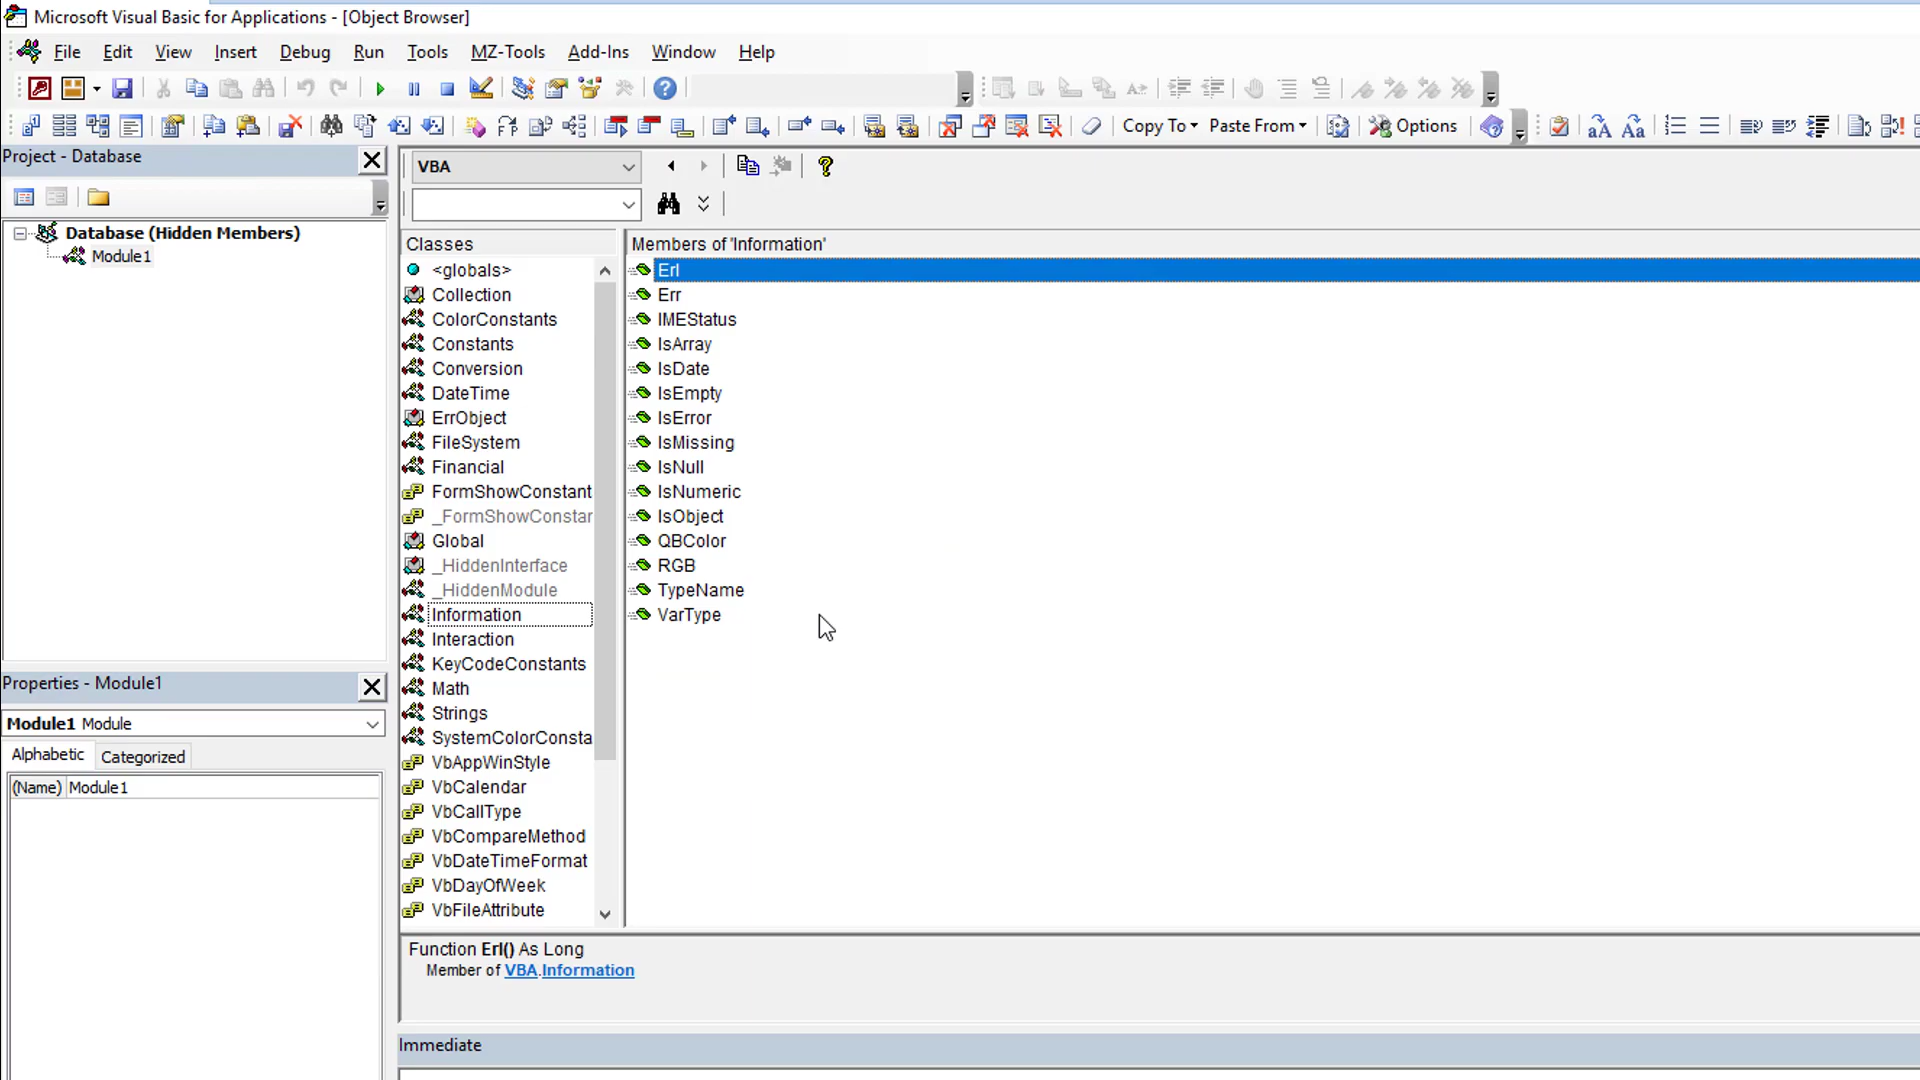 Microsoft Visual Basic for Applications - [Object Browser]
File Edit View Insert Debug Run Tools MZ-Tools Add-Ins Window Help
Copy To Paste From Options
Project - Database
Database (Hidden Members)
Module1
Properties - Module1
Module1 Module
Alphabetic Categorized
(Name) Module1
VBA
Classes
<globals>
Collection
ColorConstants
Constants
Conversion
DateTime
ErrObject
FileSystem
Financial
FormShowConstant
_FormShowConstar
Global
_HiddenInterface
_HiddenModule
Information
Interaction
KeyCodeConstants
Math
Strings
SystemColorConsta
VbAppWinStyle
VbCalendar
VbCallType
VbCompareMethod
VbDateTimeFormat
VbDayOfWeek
VbFileAttribute
Members of 'Information'
Erl
Err
IMEStatus
IsArray
IsDate
IsEmpty
IsError
IsMissing
IsNull
IsNumeric
IsObject
QBColor
RGB
TypeName
VarType
Function Erl() As Long
Member of VBA.Information
Immediate